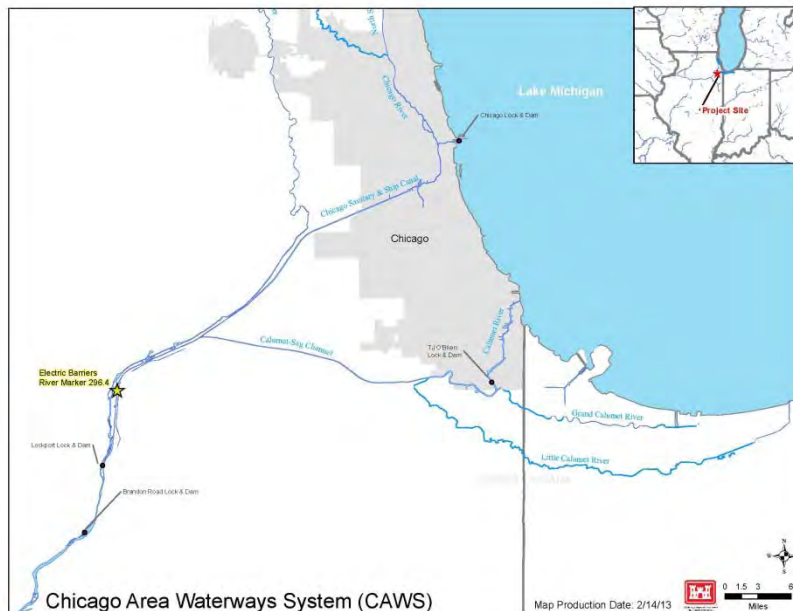 Lake Michigan
Project Site
Chicago River
Chicago Lock & Dam
Chicago Sanitary & Ship Canal
Chicago
Calumet-Sag Channel
TJ O'Brien
Lock & Dam
Calumet River
Electric Barriers
River Marker 296.4
Grand Calumet River
Little Calumet River
Lockport Lock & Dam
Brandon Road Lock & Dam
N
S
Chicago Area Waterways System (CAWS)
Map Production Date: 2/14/13
0 1.5 3 6
Miles